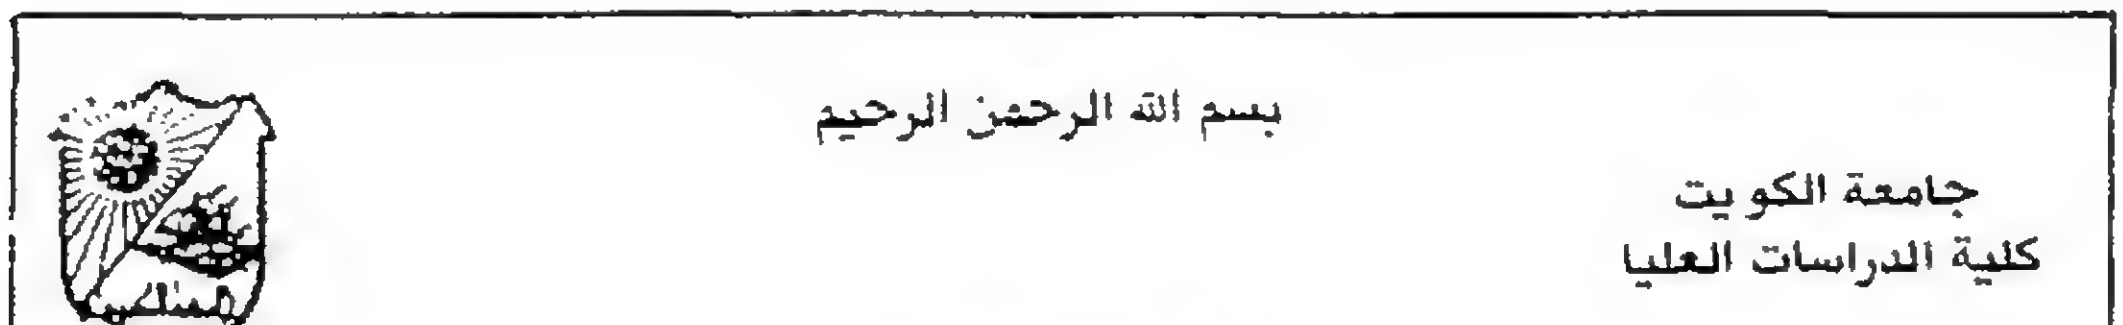 بسم الله الرحمن الرحيم
جامعة الكويت
كلية الدراسات العليا